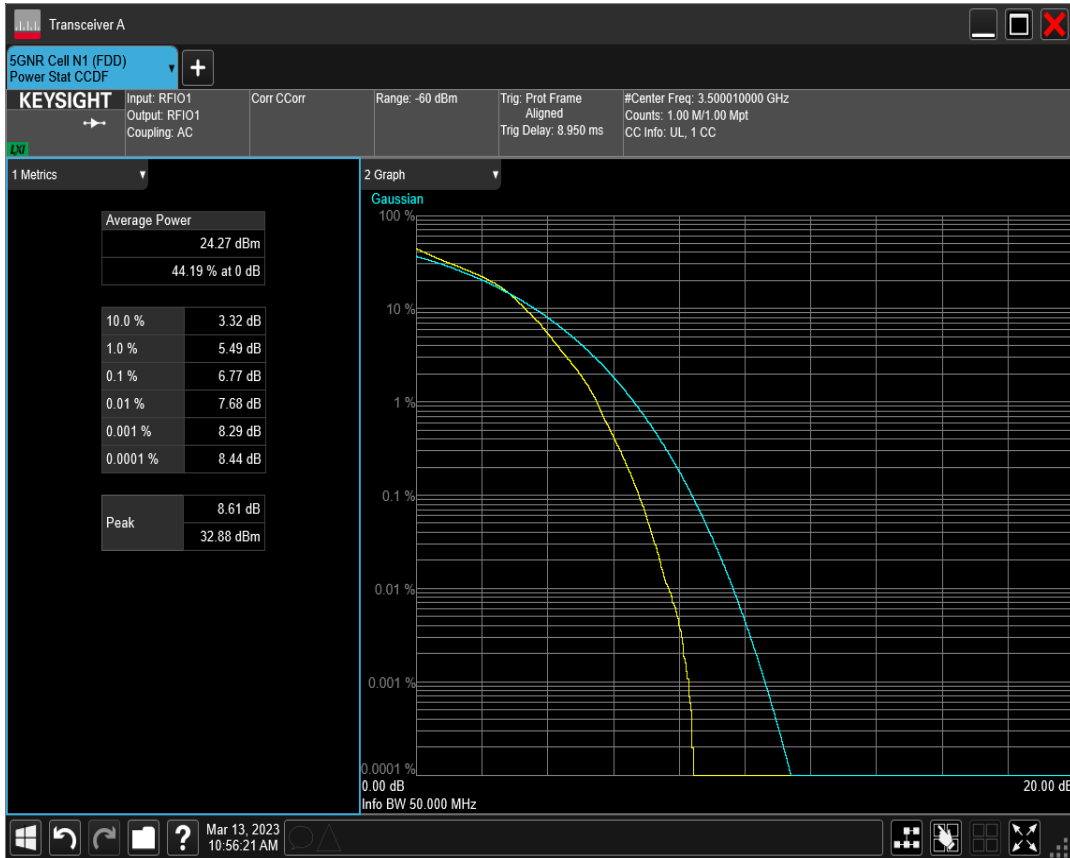 Transceiver A
5GNR Cell N1 (FDD)
Power Stat CCDF
+
KEYSIGHT
LXI
Input: RFIO1
Output: RFIO1
Coupling: AC
Corr CCorr
Range: -60 dBm
Trig: Prot Frame
Aligned
Trig Delay: 8.950 ms
#Center Freq: 3.500010000 GHz
Counts: 1.00 M/1.00 Mpt
CC Info: UL, 1 CC
1 Metrics
Average Power
24.27 dBm
44.19 % at 0 dB
10.0 % 3.32 dB
1.0 % 5.49 dB
0.1 % 6.77 dB
0.01 % 7.68 dB
0.001 % 8.29 dB
0.0001 % 8.44 dB
Peak
8.61 dB
32.88 dBm
2 Graph
Gaussian
100 %
10 %
1 %
0.1 %
0.01 %
0.001 %
0.0001 %
0.00 dB 20.00 dB
Info BW 50.000 MHz
?
Mar 13, 2023
10:56:21 AM